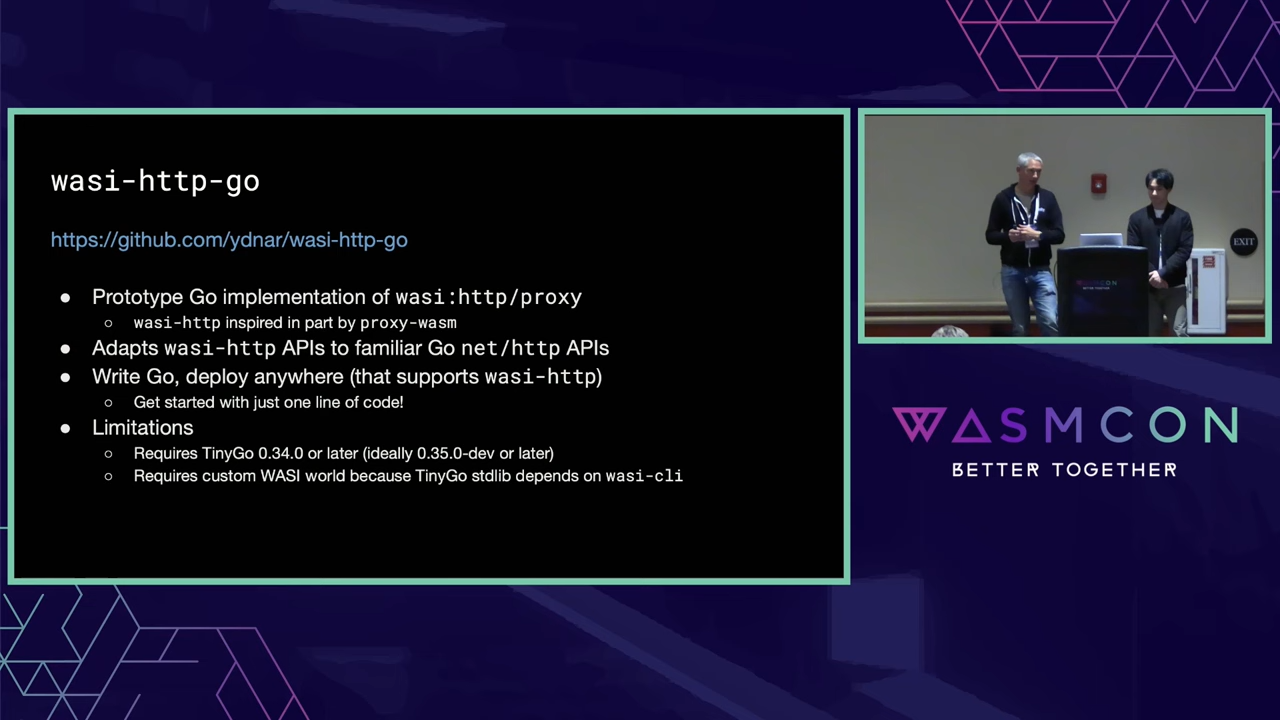 wasi-http-go
https://github.com/ydnar/wasi-http-go
● Prototype Go implementation of wasi:http/proxy
○ wasi-http inspired in part by proxy-wasm
● Adapts wasi-http APIs to familiar Go net/http APIs
● Write Go, deploy anywhere (that supports wasi-http)
○ Get started with just one line of code!
● Limitations
○ Requires TinyGo 0.34.0 or later (ideally 0.35.0-dev or later)
○ Requires custom WASI world because TinyGo stdlib depends on wasi-cli
EXIT
WASMCON
WASMCON
BETTER TOGETHER